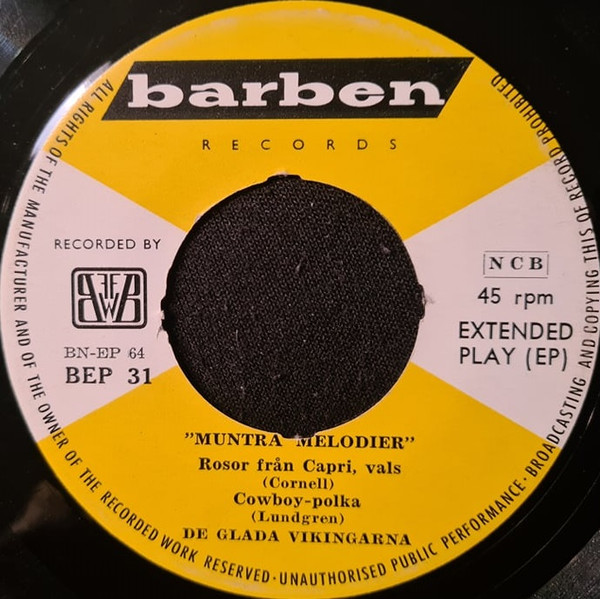 barben
RECORDS
ALL RIGHTS OF THE MANUFACTURER AND OF THE OWNER OF THE RECORDED WORK RESERVED · UNAUTHORISED PUBLIC PERFORMANCE · BROADCASTING AND COPYING THIS OF RECORD PROHIBITED
RECORDED BY
BN-EP 64
BEP 31
NCB
45 rpm
EXTENDED
PLAY (EP)
"MUNTRA MELODIER"
Rosor från Capri, vals
(Cornell)
Cowboy-polka
(Lundgren)
DE GLADA VIKINGARNA